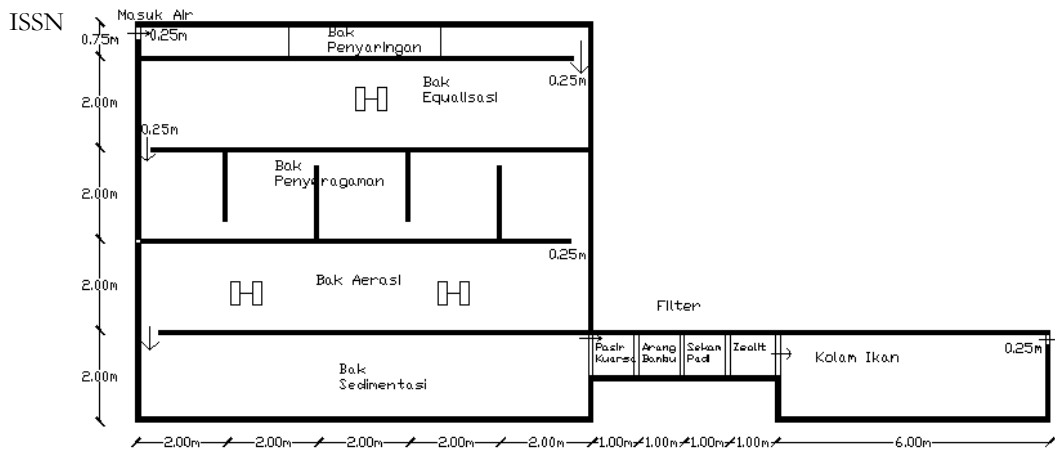 ISSN
Masuk Air
0.75m
0.25m
Bak
Penyaringan
0.25m
2.00m
Bak
Equalisasi
0.25m
2.00m
Bak
Penyeragaman
0.25m
2.00m
Bak Aerasi
Filter
2.00m
Bak
Sedimentasi
Pasir
Kuarsa
Arang
Bambu
Sekam
Padi
Zeolit
Kolam Ikan
0.25m
2.00m
2.00m
2.00m
2.00m
2.00m
1.00m
1.00m
1.00m
1.00m
6.00m